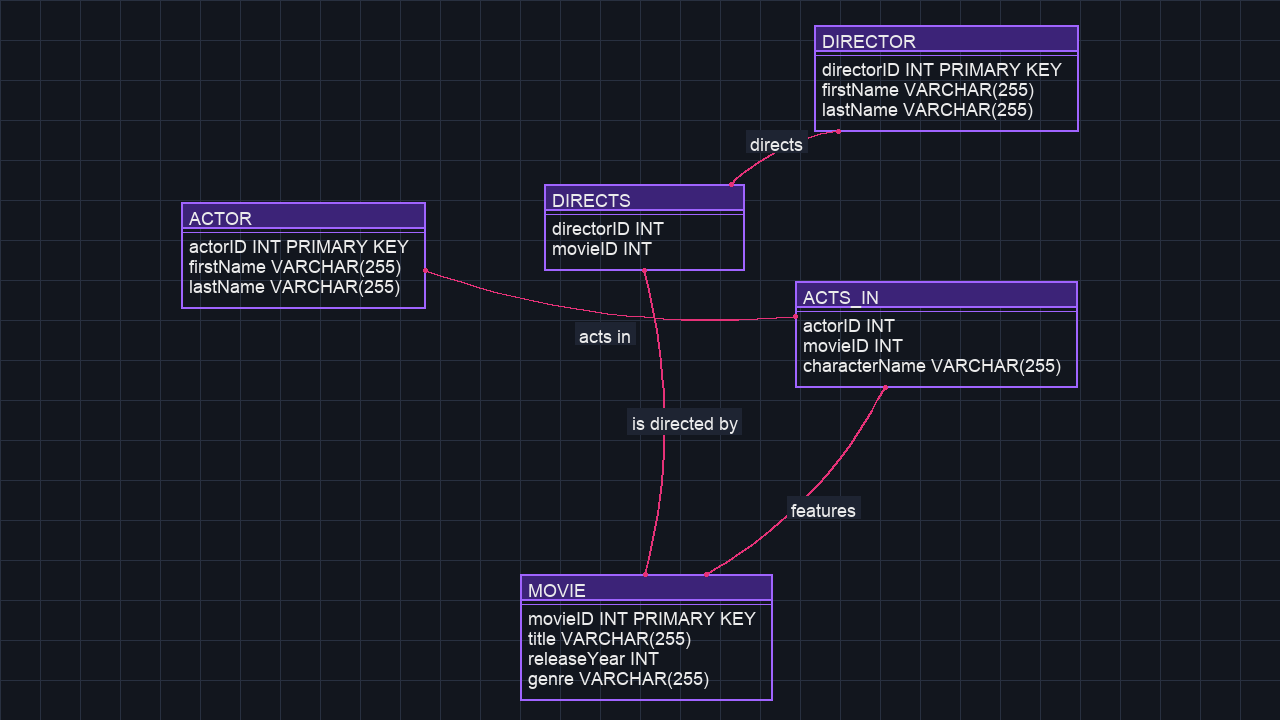 DIRECTOR
directorID INT PRIMARY KEY
firstName VARCHAR(255)
lastName VARCHAR(255)
directs
DIRECTS
directorID INT
movieID INT
ACTOR
actorID INT PRIMARY KEY
firstName VARCHAR(255)
lastName VARCHAR(255)
ACTS_IN
actorID INT
movieID INT
characterName VARCHAR(255)
acts in
is directed by
features
MOVIE
movieID INT PRIMARY KEY
title VARCHAR(255)
releaseYear INT
genre VARCHAR(255)